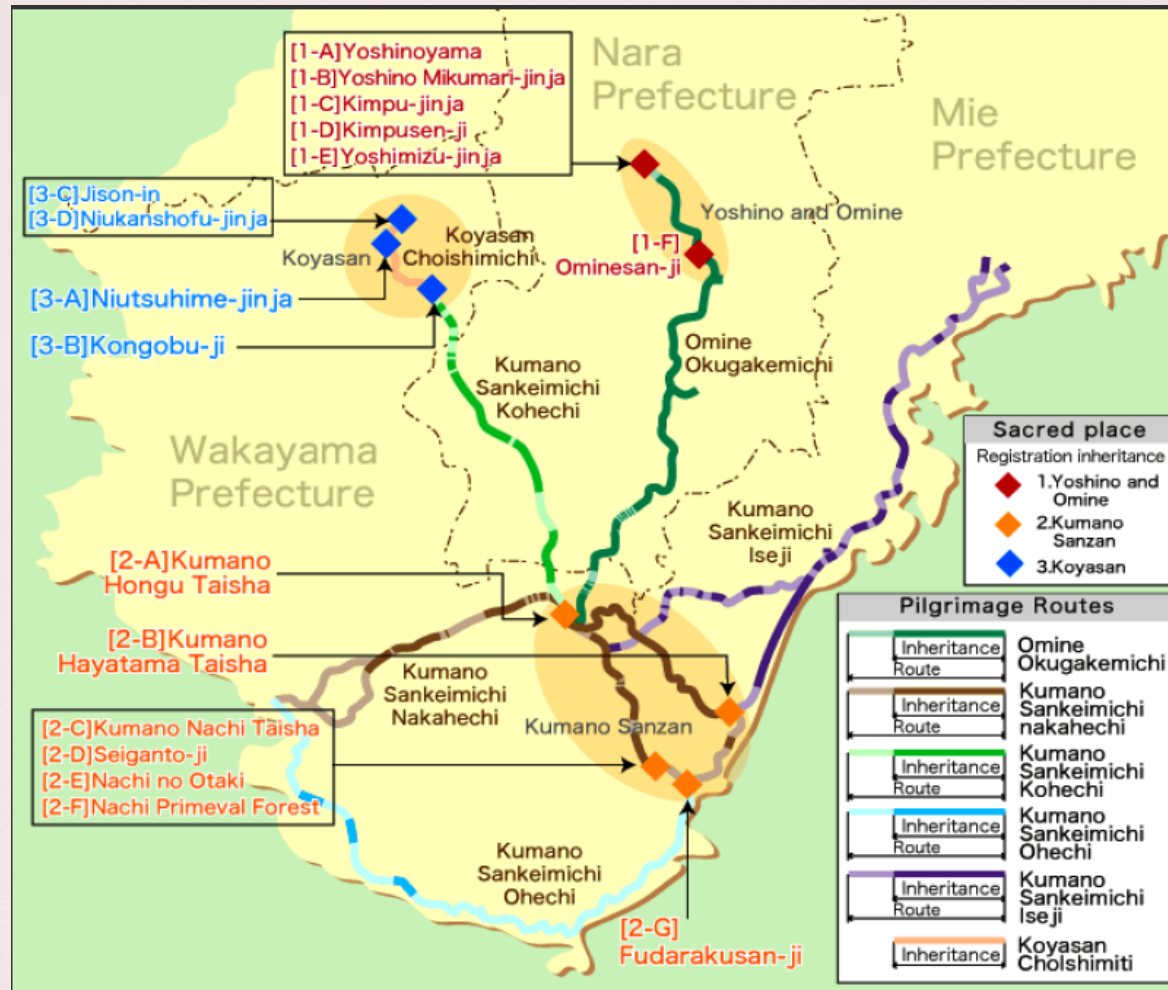 [1-A]Yoshinoyama
[1-B]Yoshino Mikumari-jinja
[1-C]Kimpu-jinja
[1-D]Kimpusen-ji
[1-E]Yoshimizu-jinja
Nara
Prefecture
Mie
Prefecture
[3-C]Jison-in
[3-D]Niukanshofu-jinja
Koyasan
Koyasan
Choishimichi
Yoshino and Omine
[1-F]
Ominesan-ji
[3-A]Niutsuhime-jinja
[3-B]Kongobu-ji
Kumano
Sankeimichi
Kohechi
Omine
Okugakemichi
Wakayama
Prefecture
Kumano
Sankeimichi
Iseji
[2-A]Kumano
Hongu Taisha
[2-B]Kumano
Hayatama Taisha
Kumano
Sankeimichi
Nakahechi
Kumano Sanzan
[2-C]Kumano Nachi Taisha
[2-D]Seiganto-ji
[2-E]Nachi no Otaki
[2-F]Nachi Primeval Forest
Kumano
Sankeimichi
Ohechi
[2-G]
Fudarakusan-ji
Sacred place
Registration inheritance
1.Yoshino and
Omine
2.Kumano
Sanzan
3.Koyasan
Pilgrimage Routes
Inheritance
Route
Omine
Okugakemichi
Inheritance
Route
Kumano
Sankeimichi
nakahechi
Inheritance
Route
Kumano
Sankeimichi
Kohechi
Inheritance
Route
Kumano
Sankeimichi
Ohechi
Inheritance
Route
Kumano
Sankeimichi
Iseji
Inheritance
Koyasan
Cholshimiti